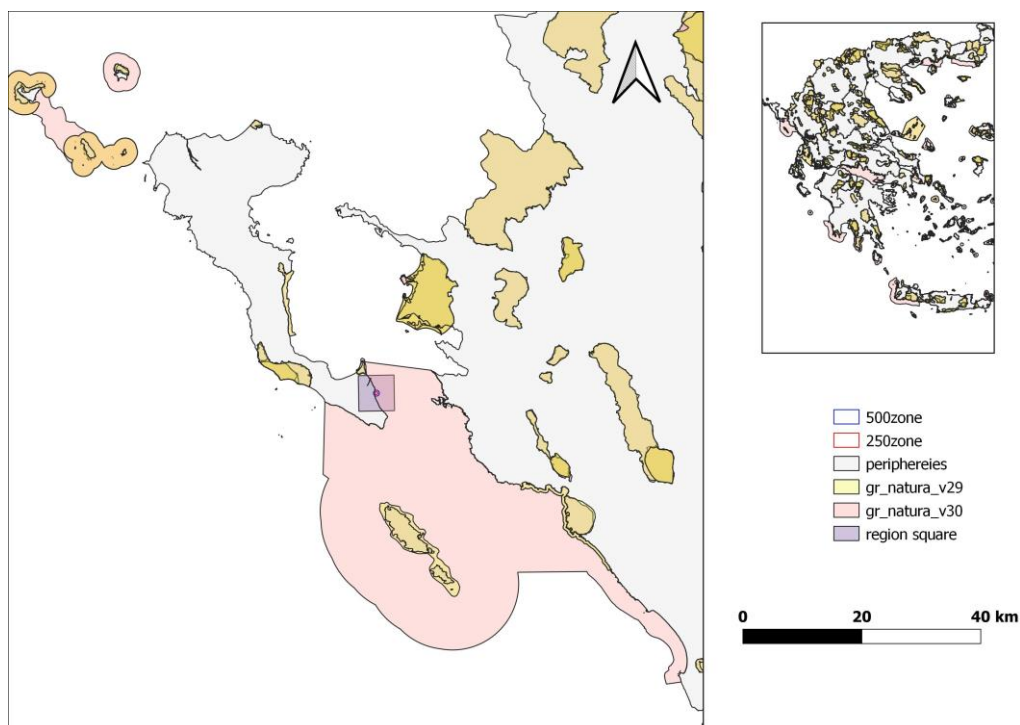 500zone
250zone
periphereies
gr_natura_v29
gr_natura_v30
region square
0 20 40 km